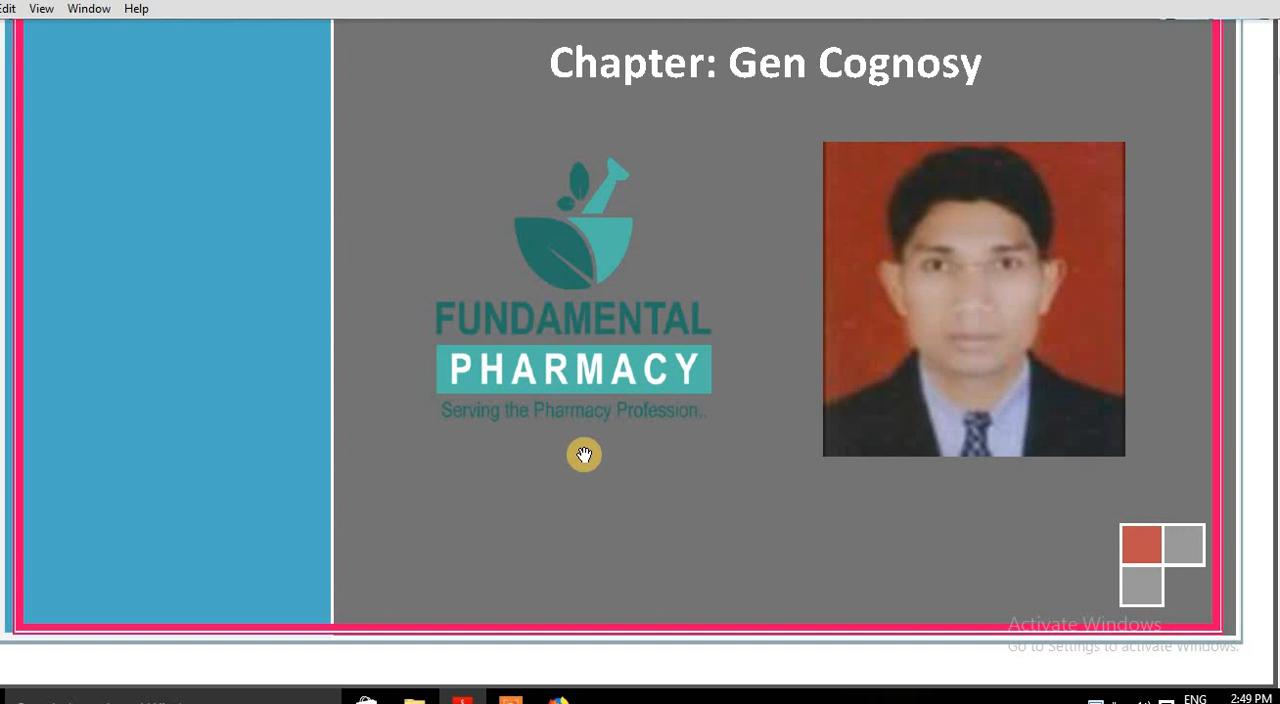 Edit View Window Help
Chapter: Gen Cognosy
FUNDAMENTAL
PHARMACY
Serving the Pharmacy Profession..
Activate Windows
Go to Settings to activate Windows.
ENG
2:49 PM